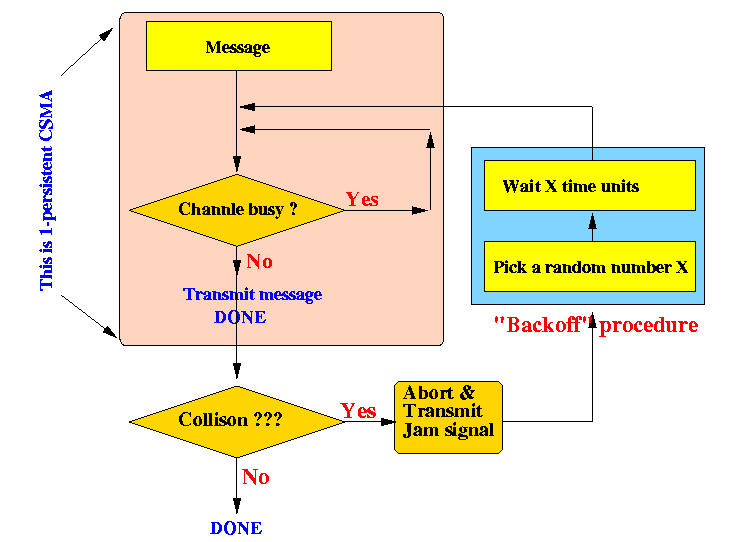 Message
This is 1-persistent CSMA
Channle busy ?
Yes
No
Transmit message
DONE
Wait X time units
Pick a random number X
"Backoff" procedure
Collison ???
Yes
Abort &
Transmit
Jam signal
No
DONE